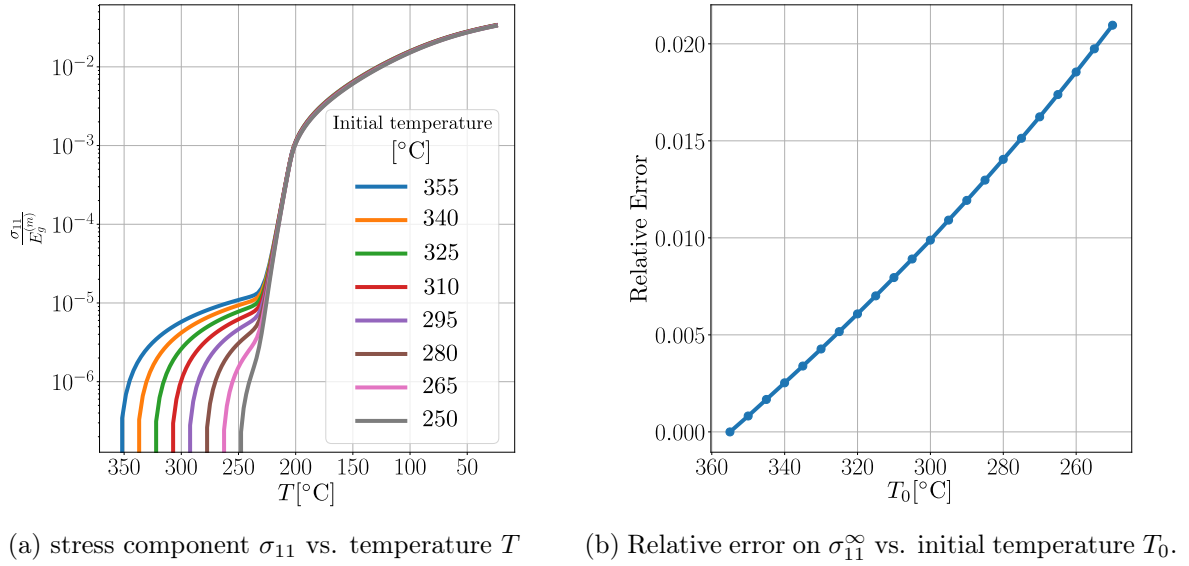 10⁻²
10⁻³
10⁻⁴
10⁻⁵
10⁻⁶
σ₁₁ / E_g^(m)
350 300 250 200 150 100 50
T[°C]
Initial temperature
[°C]
355
340
325
310
295
280
265
250
(a) stress component σ₁₁ vs. temperature T
0.020
0.015
0.010
0.005
0.000
Relative Error
360 340 320 300 280 260
T₀[°C]
(b) Relative error on σ₁₁^∞ vs. initial temperature T₀.